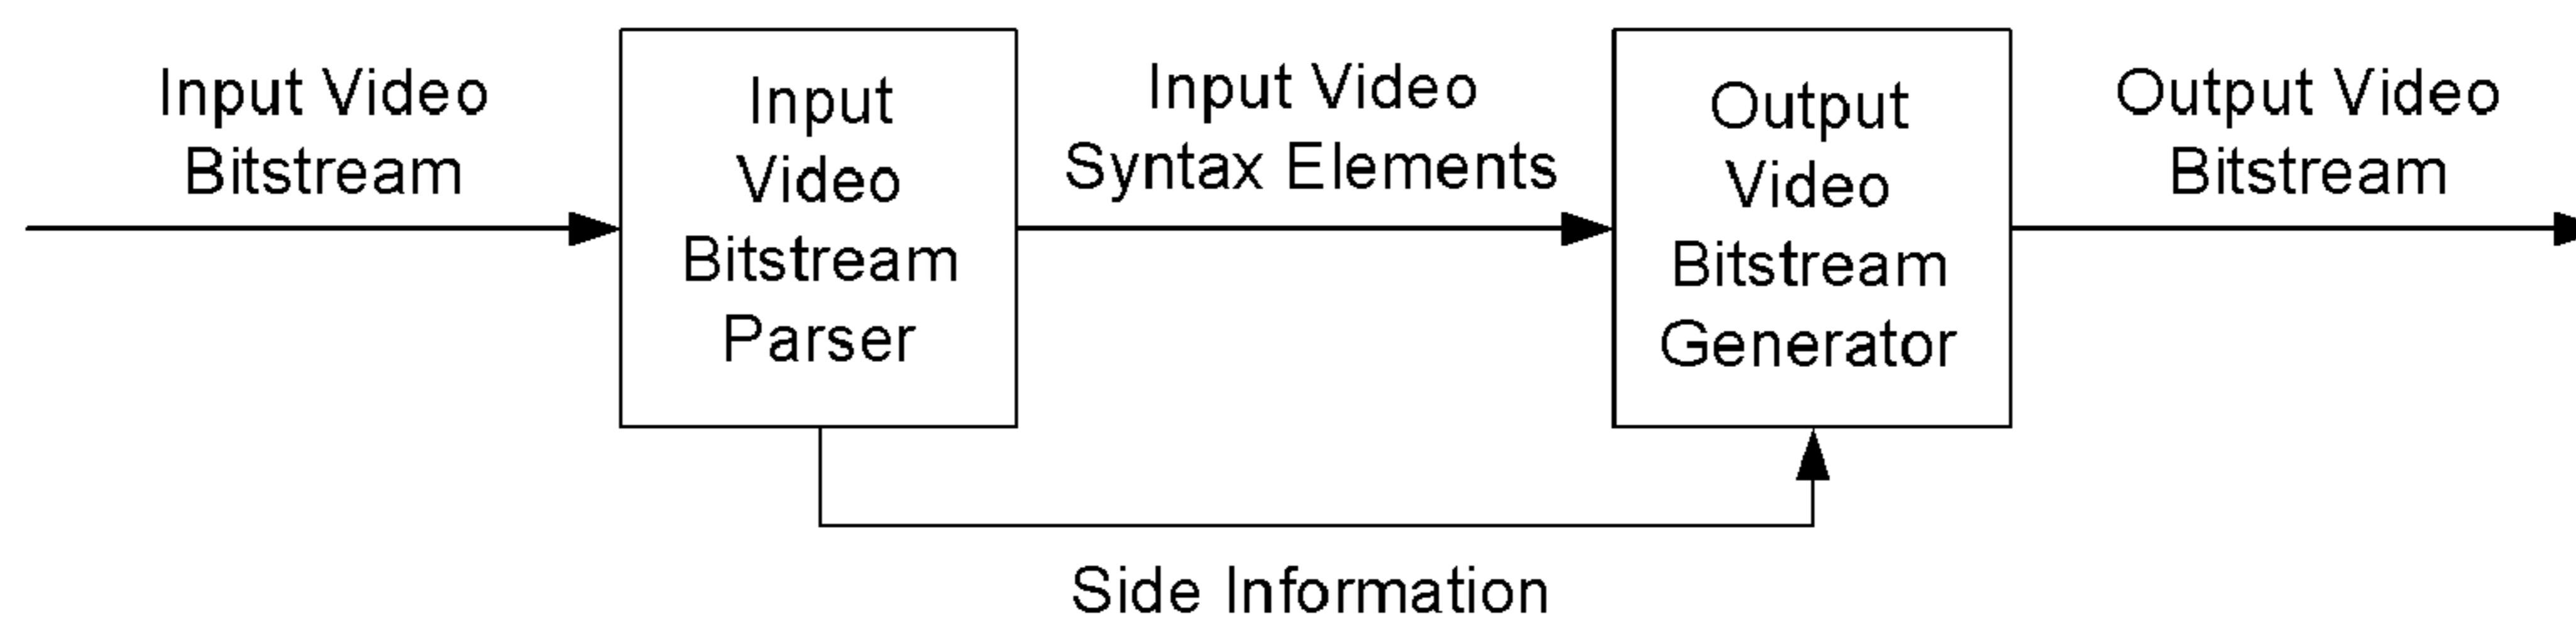 Input Video
Bitstream
Input
Video
Bitstream
Parser
Input Video
Syntax Elements
Output
Video
Bitstream
Generator
Output Video
Bitstream
Side Information